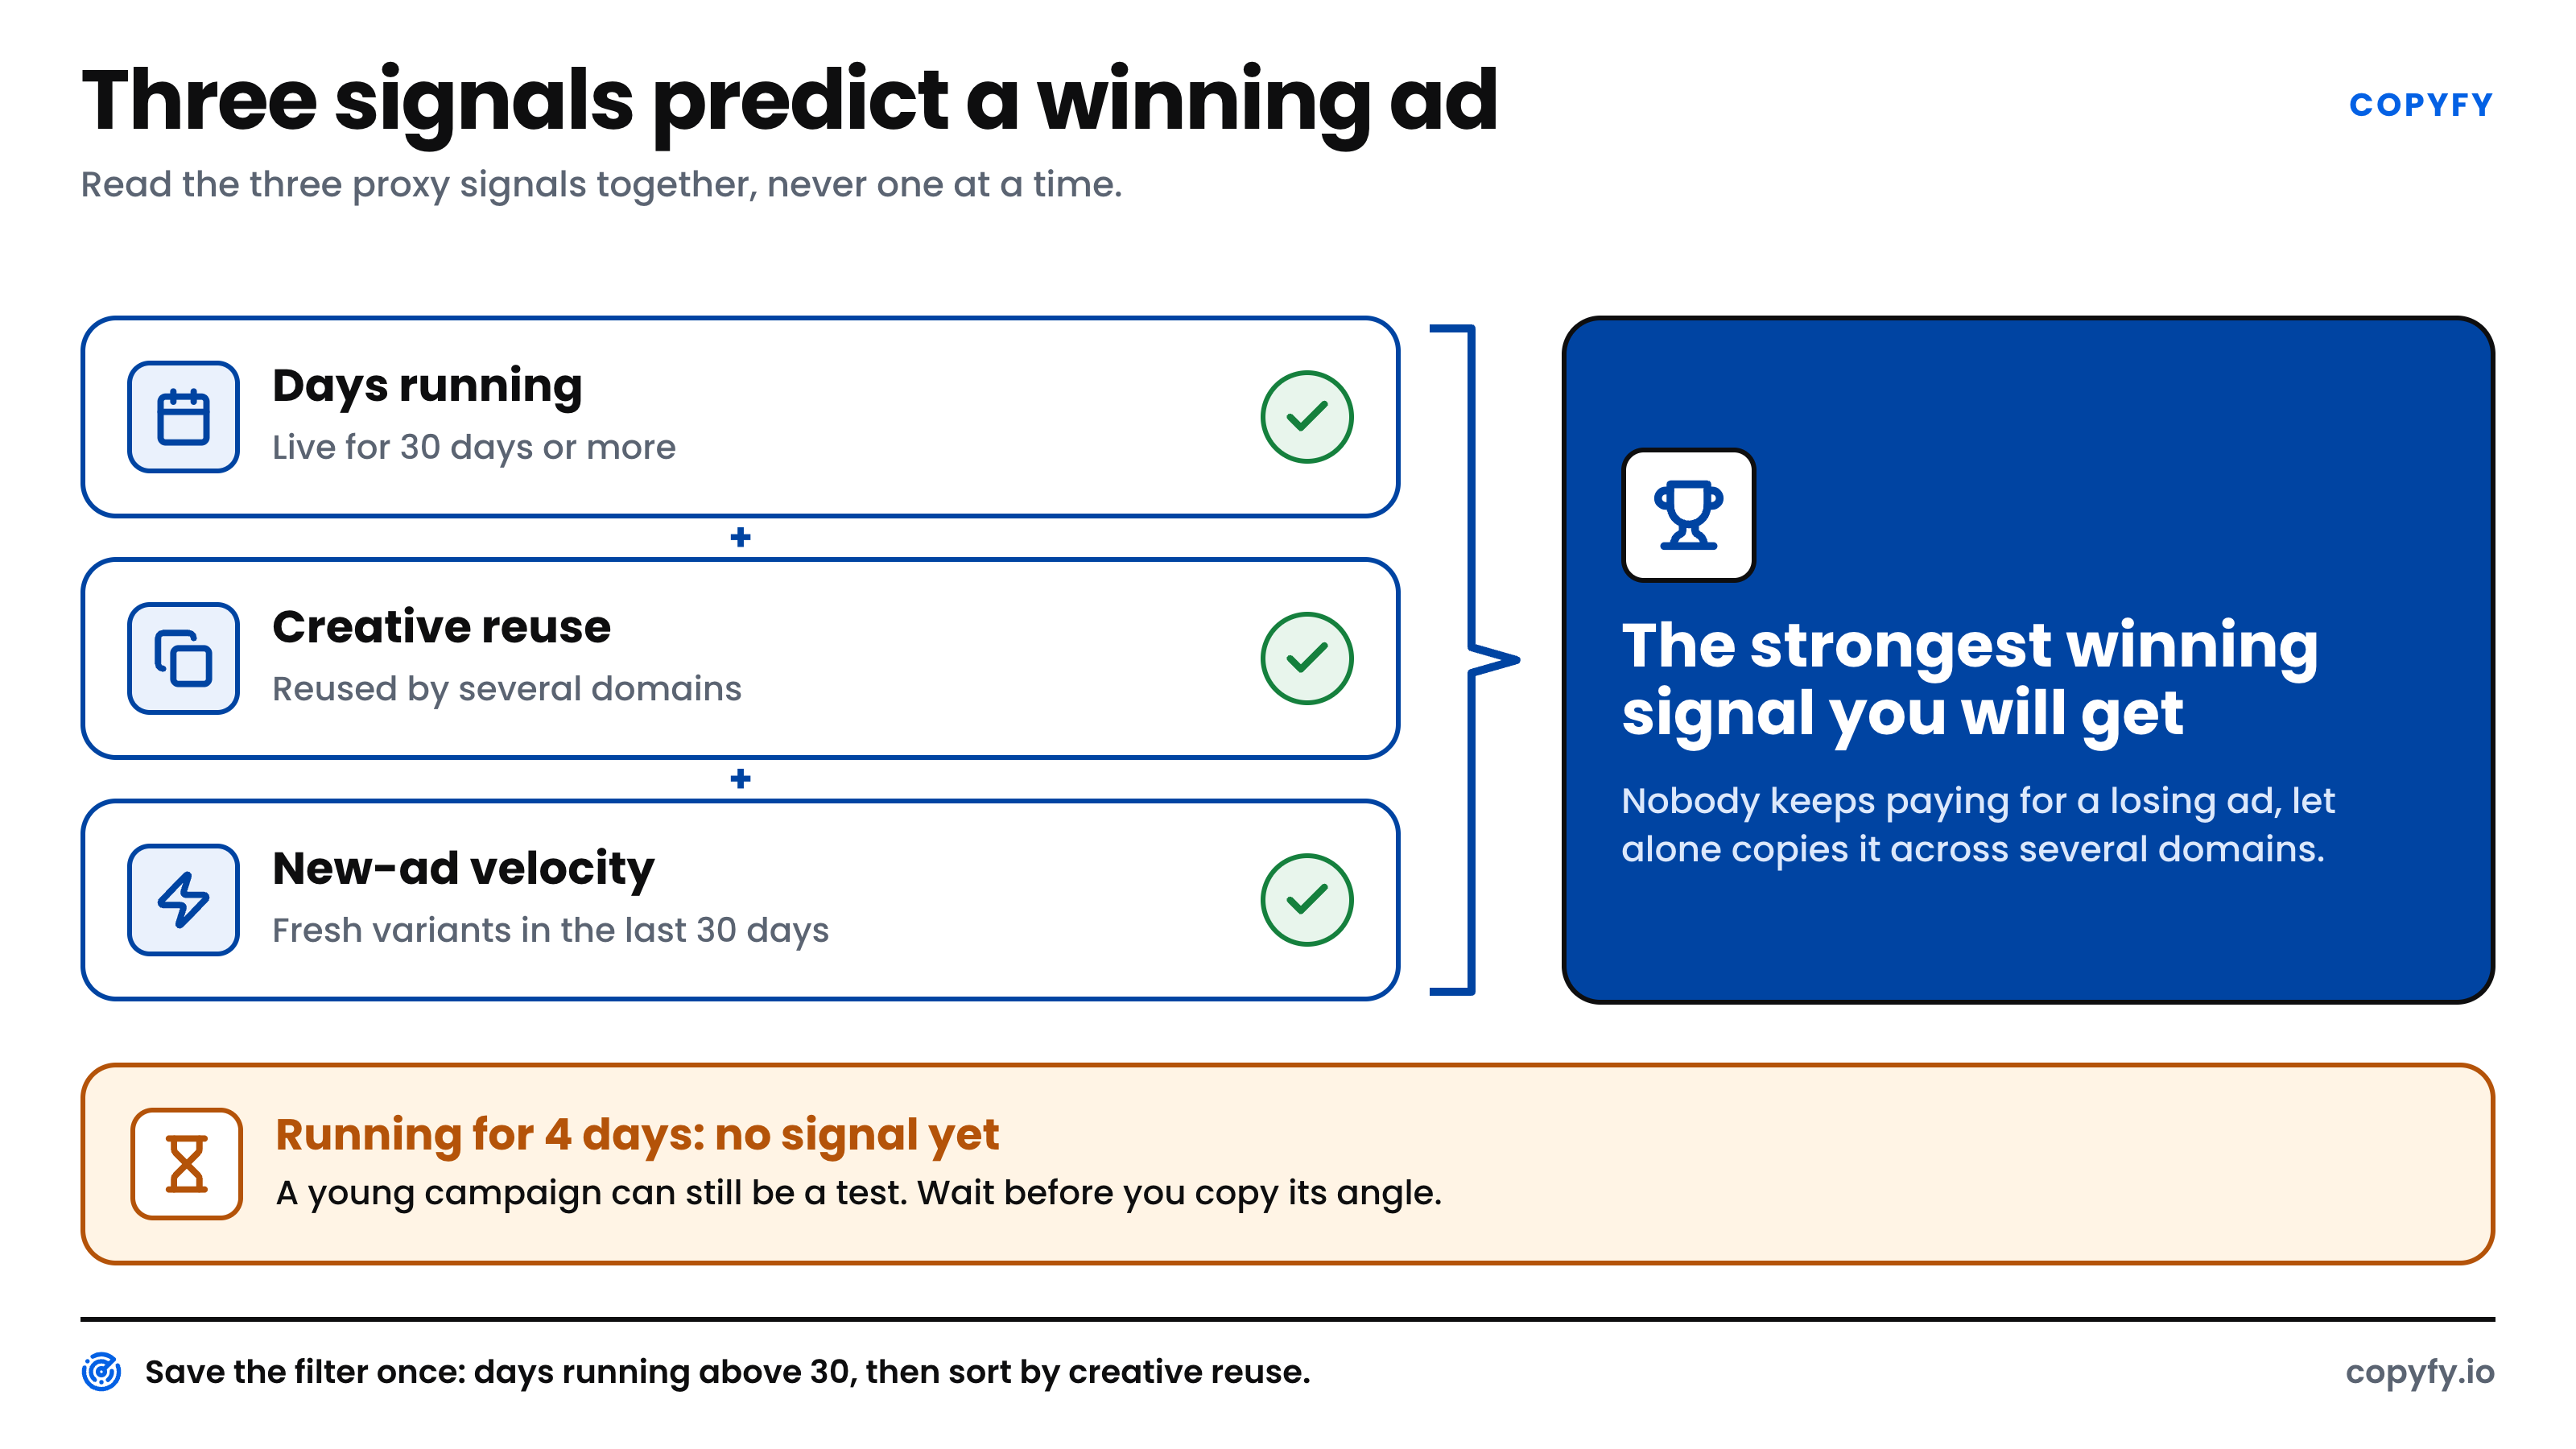 Three signals predict a winning ad
COPYFY
Read the three proxy signals together, never one at a time.
Days running
Live for 30 days or more
+
Creative reuse
Reused by several domains
+
New-ad velocity
Fresh variants in the last 30 days
The strongest winning
signal you will get
Nobody keeps paying for a losing ad, let
alone copies it across several domains.
Running for 4 days: no signal yet
A young campaign can still be a test. Wait before you copy its angle.
Save the filter once: days running above 30, then sort by creative reuse.
copyfy.io